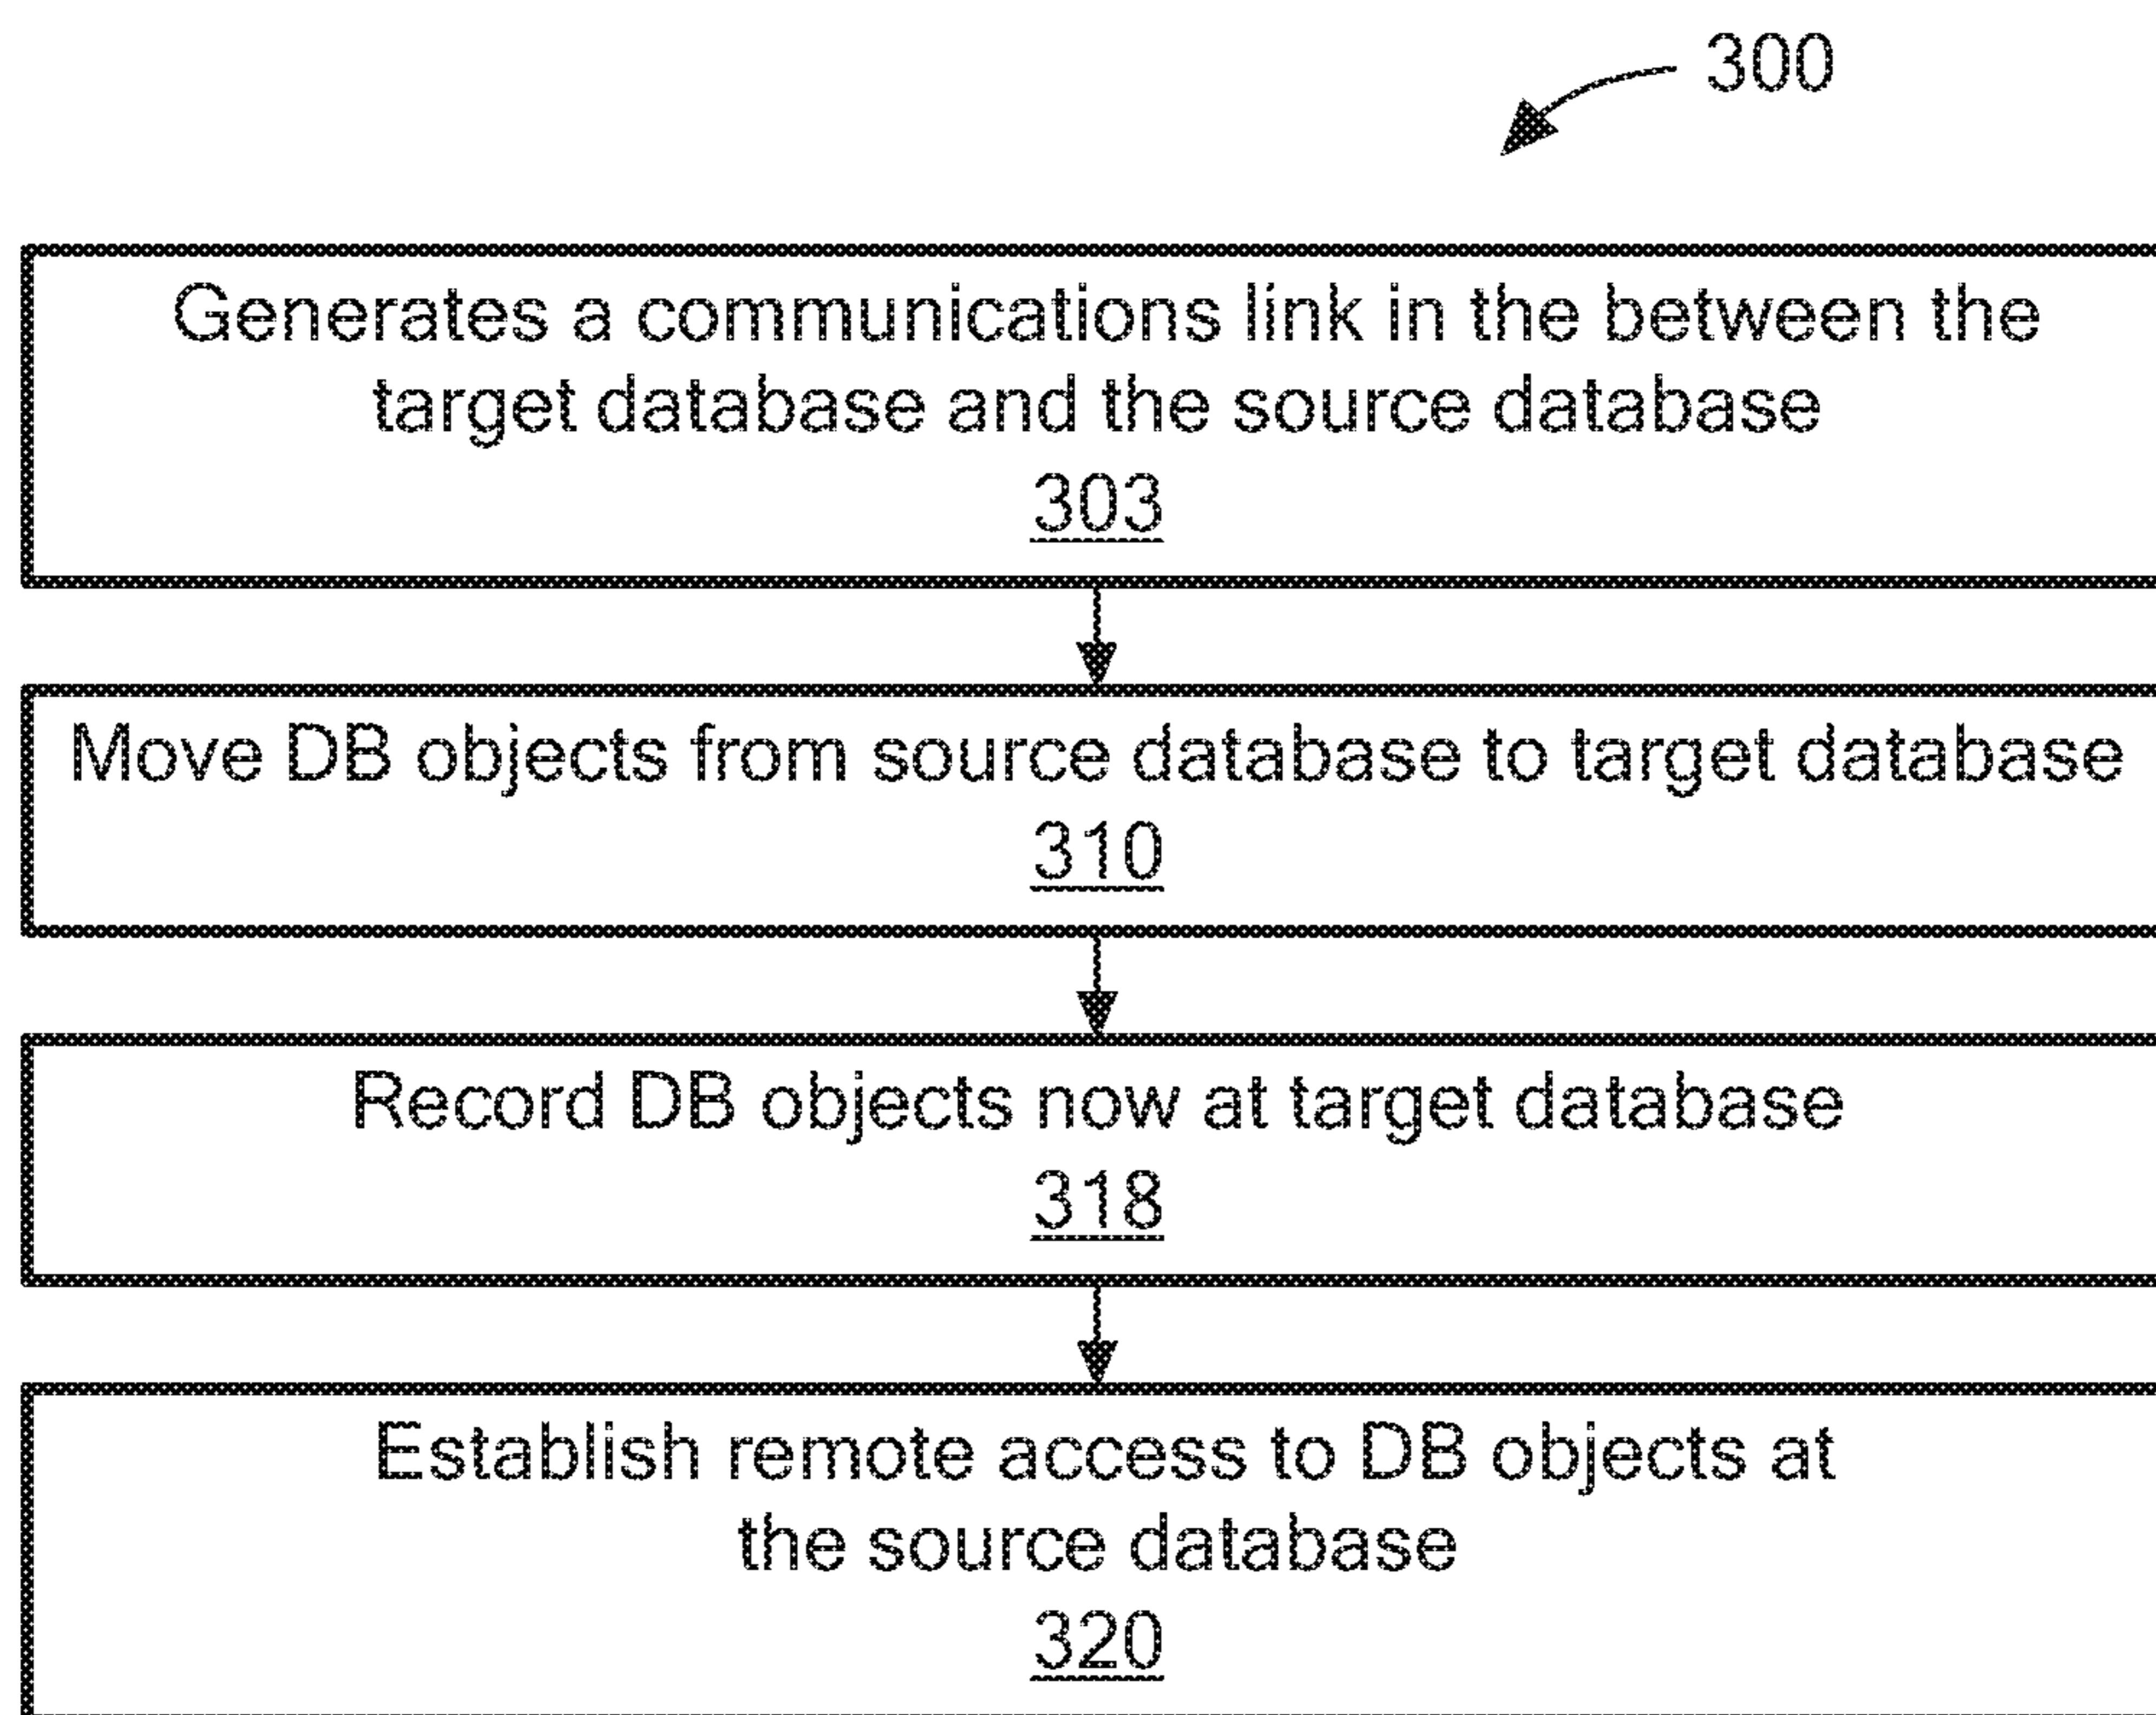 300
Generates a communications link in the between the
target database and the source database
303
Move DB objects from source database to target database
310
Record DB objects now at target database
318
Establish remote access to DB objects at
the source database
320